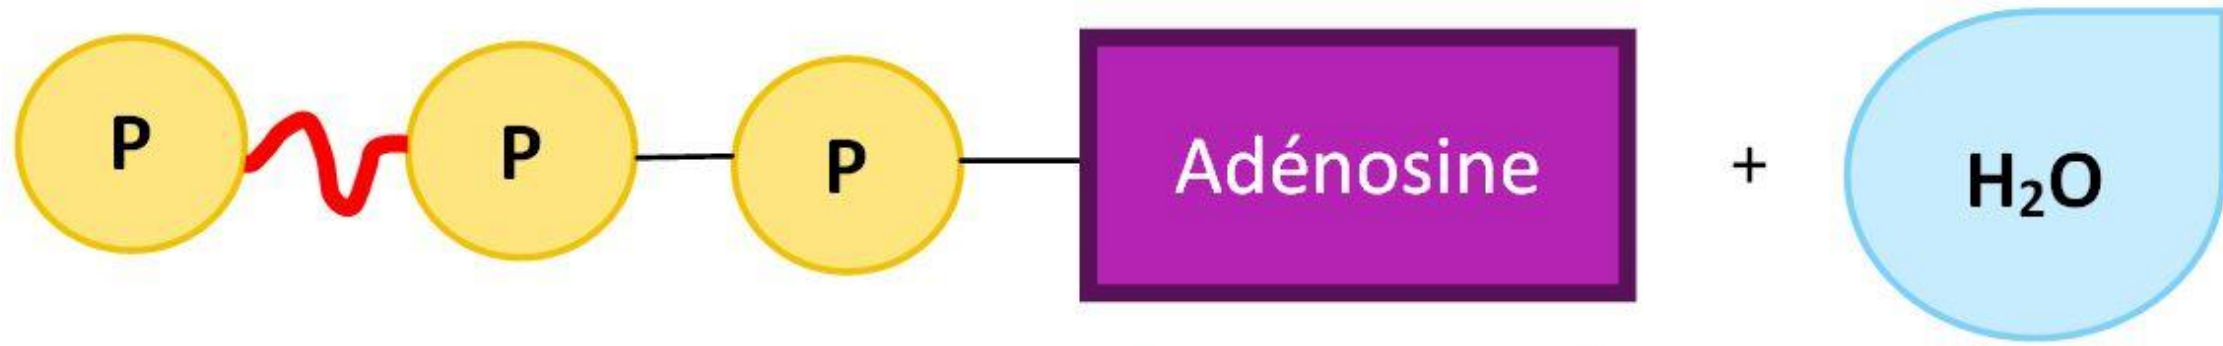 P P P Adénosine + H₂O